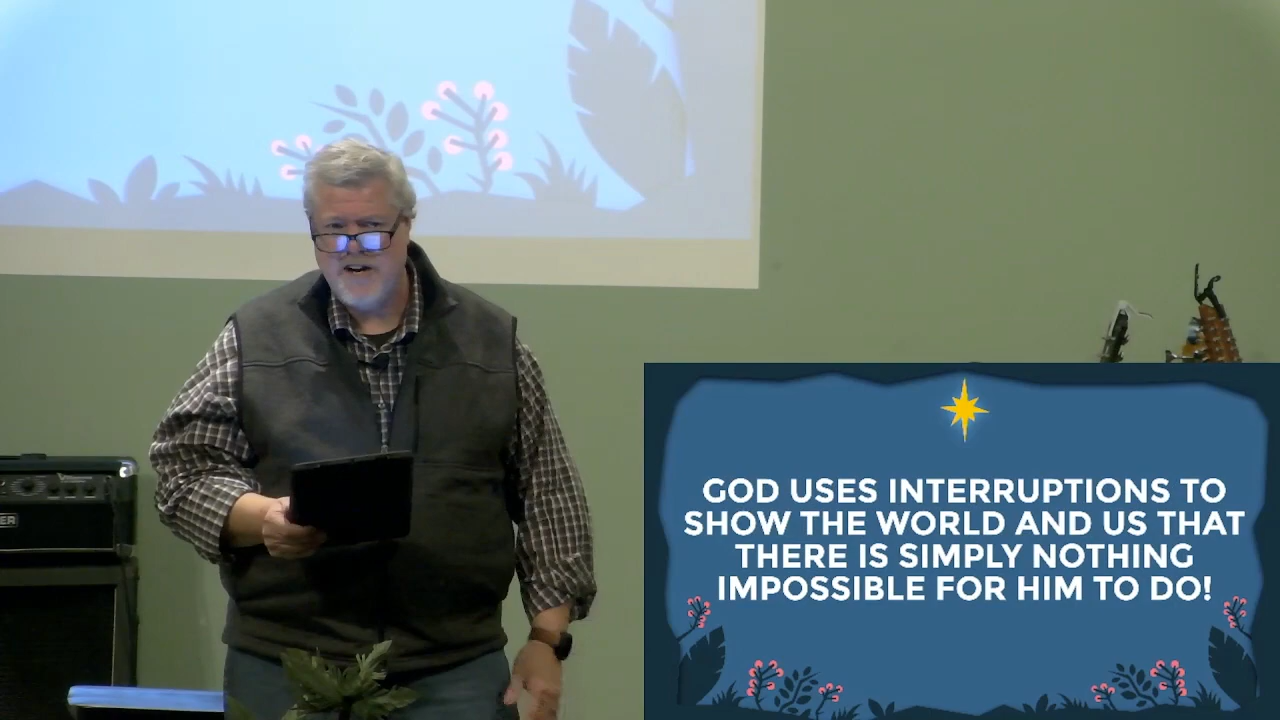 GOD USES INTERRUPTIONS TO
SHOW THE WORLD AND US THAT
THERE IS SIMPLY NOTHING
IMPOSSIBLE FOR HIM TO DO!